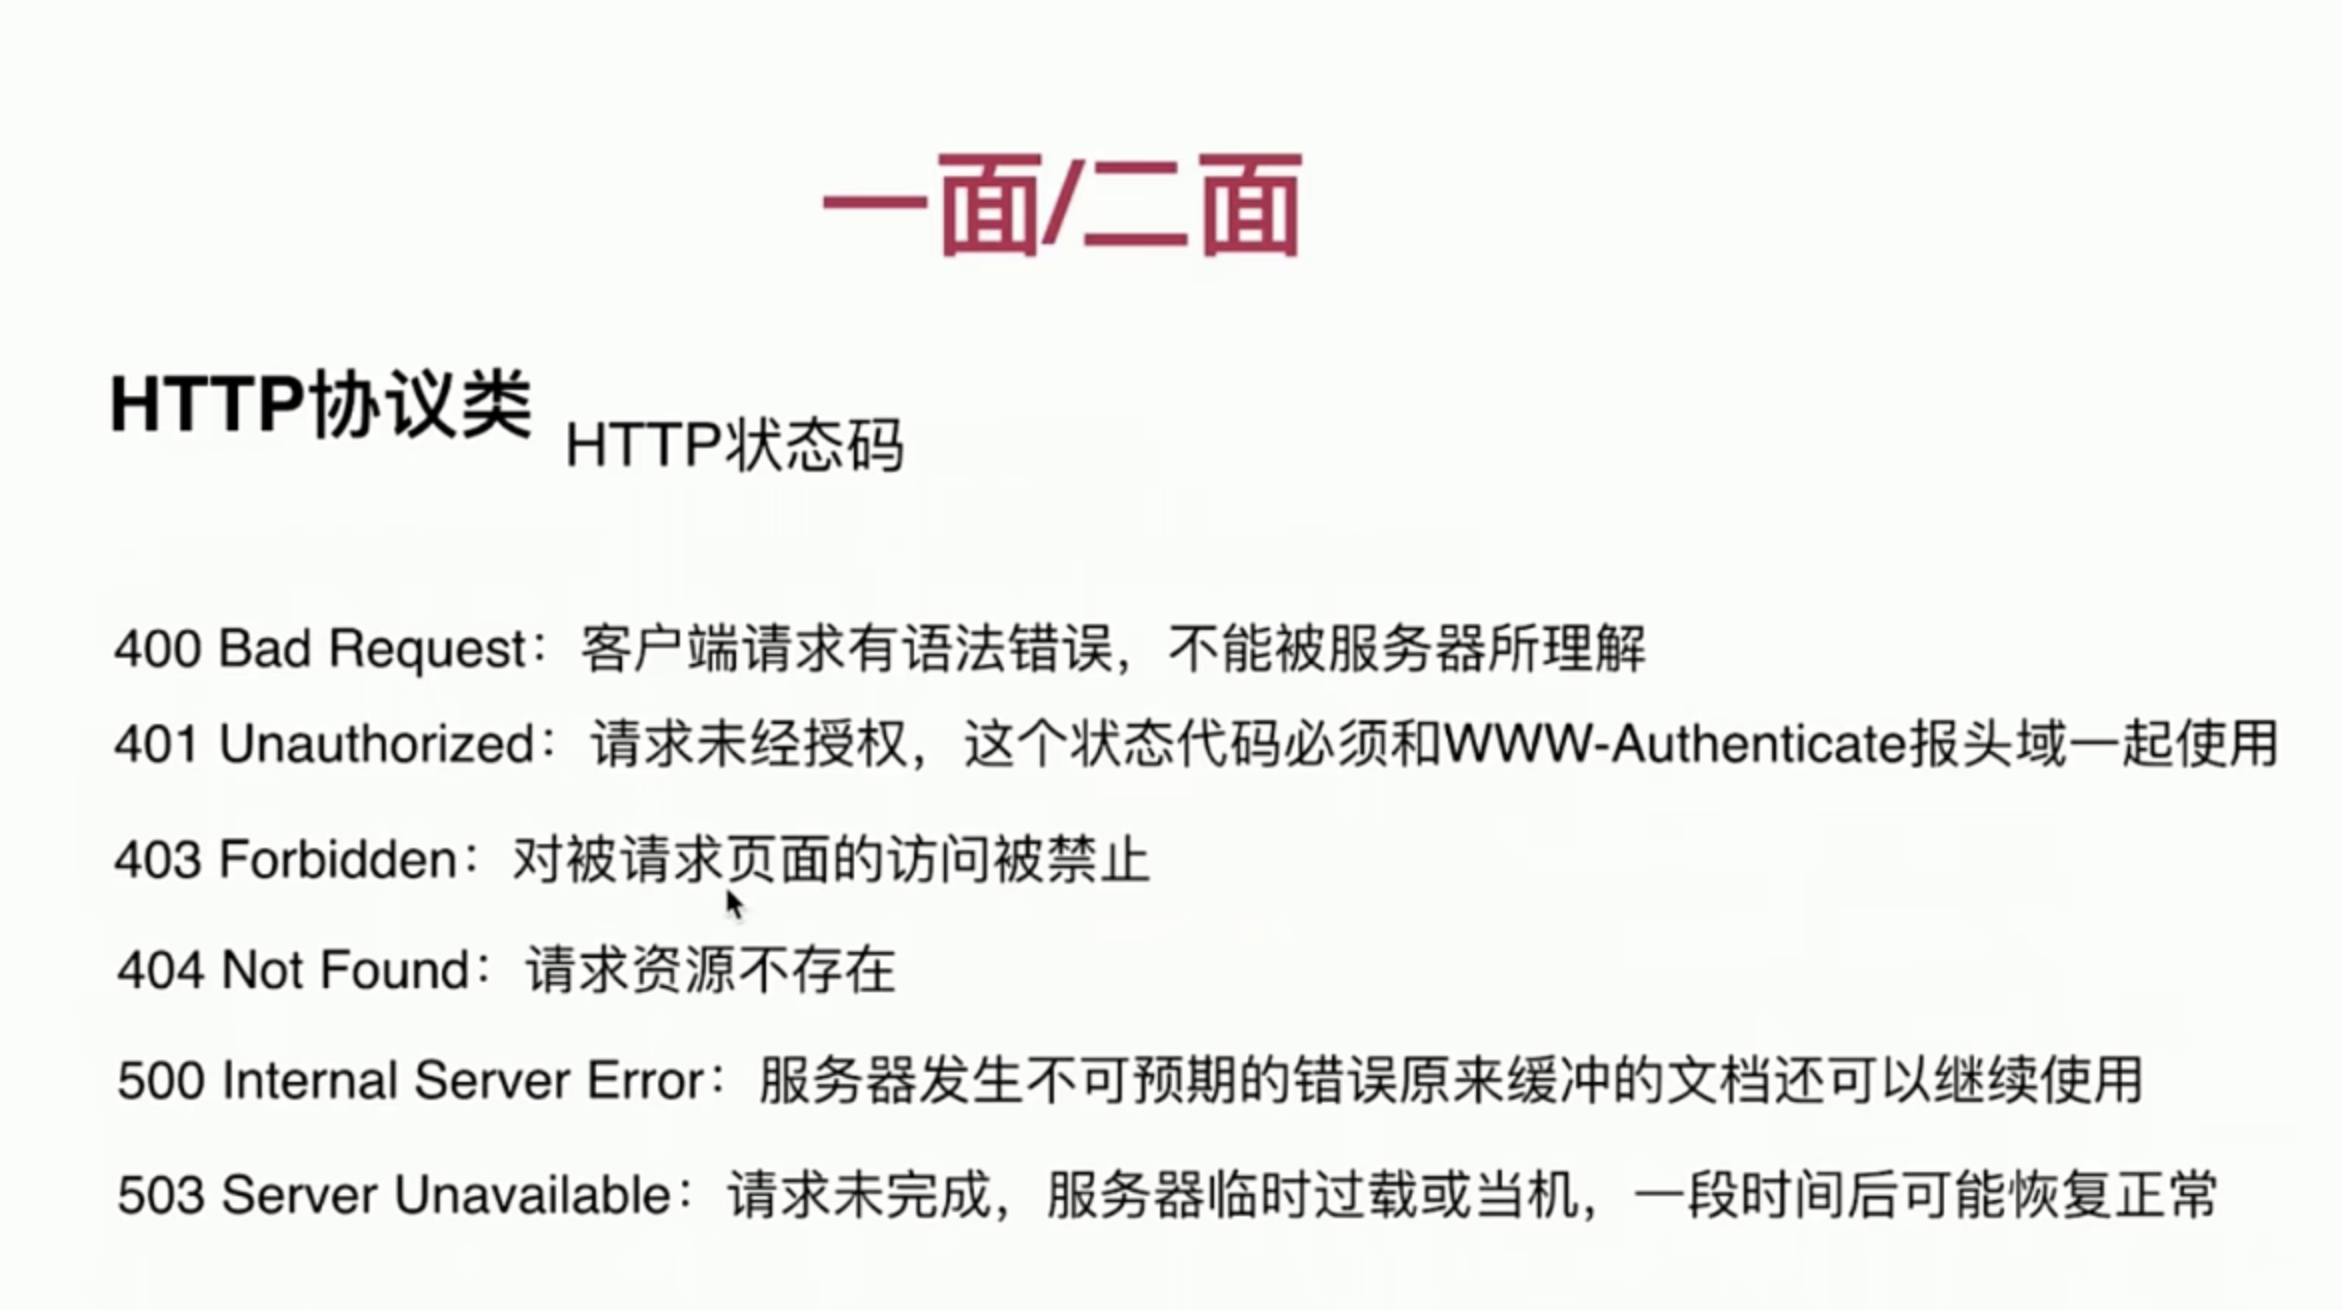 一面/二面
HTTP协议类
HTTP状态码
400 Bad Request：客户端请求有语法错误，不能被服务器所理解
401 Unauthorized：请求未经授权，这个状态代码必须和WWW-Authenticate报头域一起使用
403 Forbidden：对被请求页面的访问被禁止
404 Not Found：请求资源不存在
500 Internal Server Error：服务器发生不可预期的错误原来缓冲的文档还可以继续使用
503 Server Unavailable：请求未完成，服务器临时过载或当机，一段时间后可能恢复正常